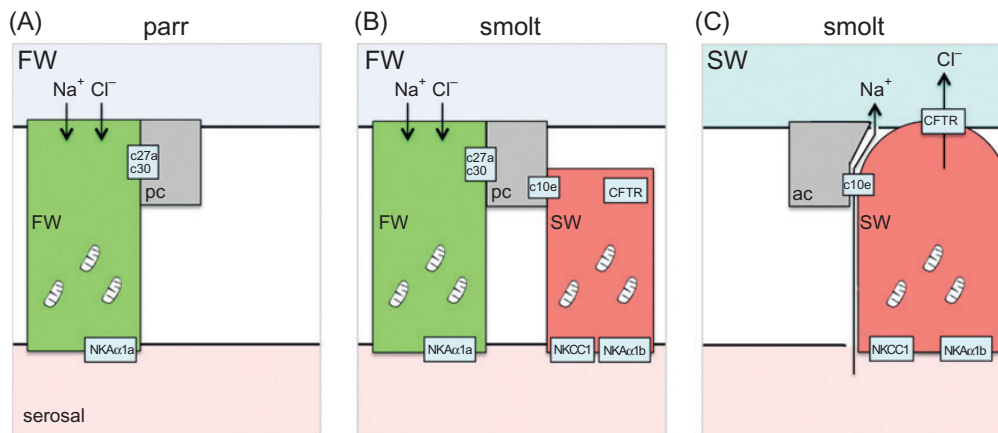 (A) parr
FW
Na⁺ Cl⁻
c27a
c30
pc
FW
NKAα1a
serosal
(B) smolt
FW
Na⁺ Cl⁻
c27a
c30
pc
c10e
CFTR
FW
SW
NKAα1a
NKCC1
NKAα1b
(C) smolt
SW
Cl⁻
Na⁺
CFTR
c10e
ac
SW
NKCC1
NKAα1b